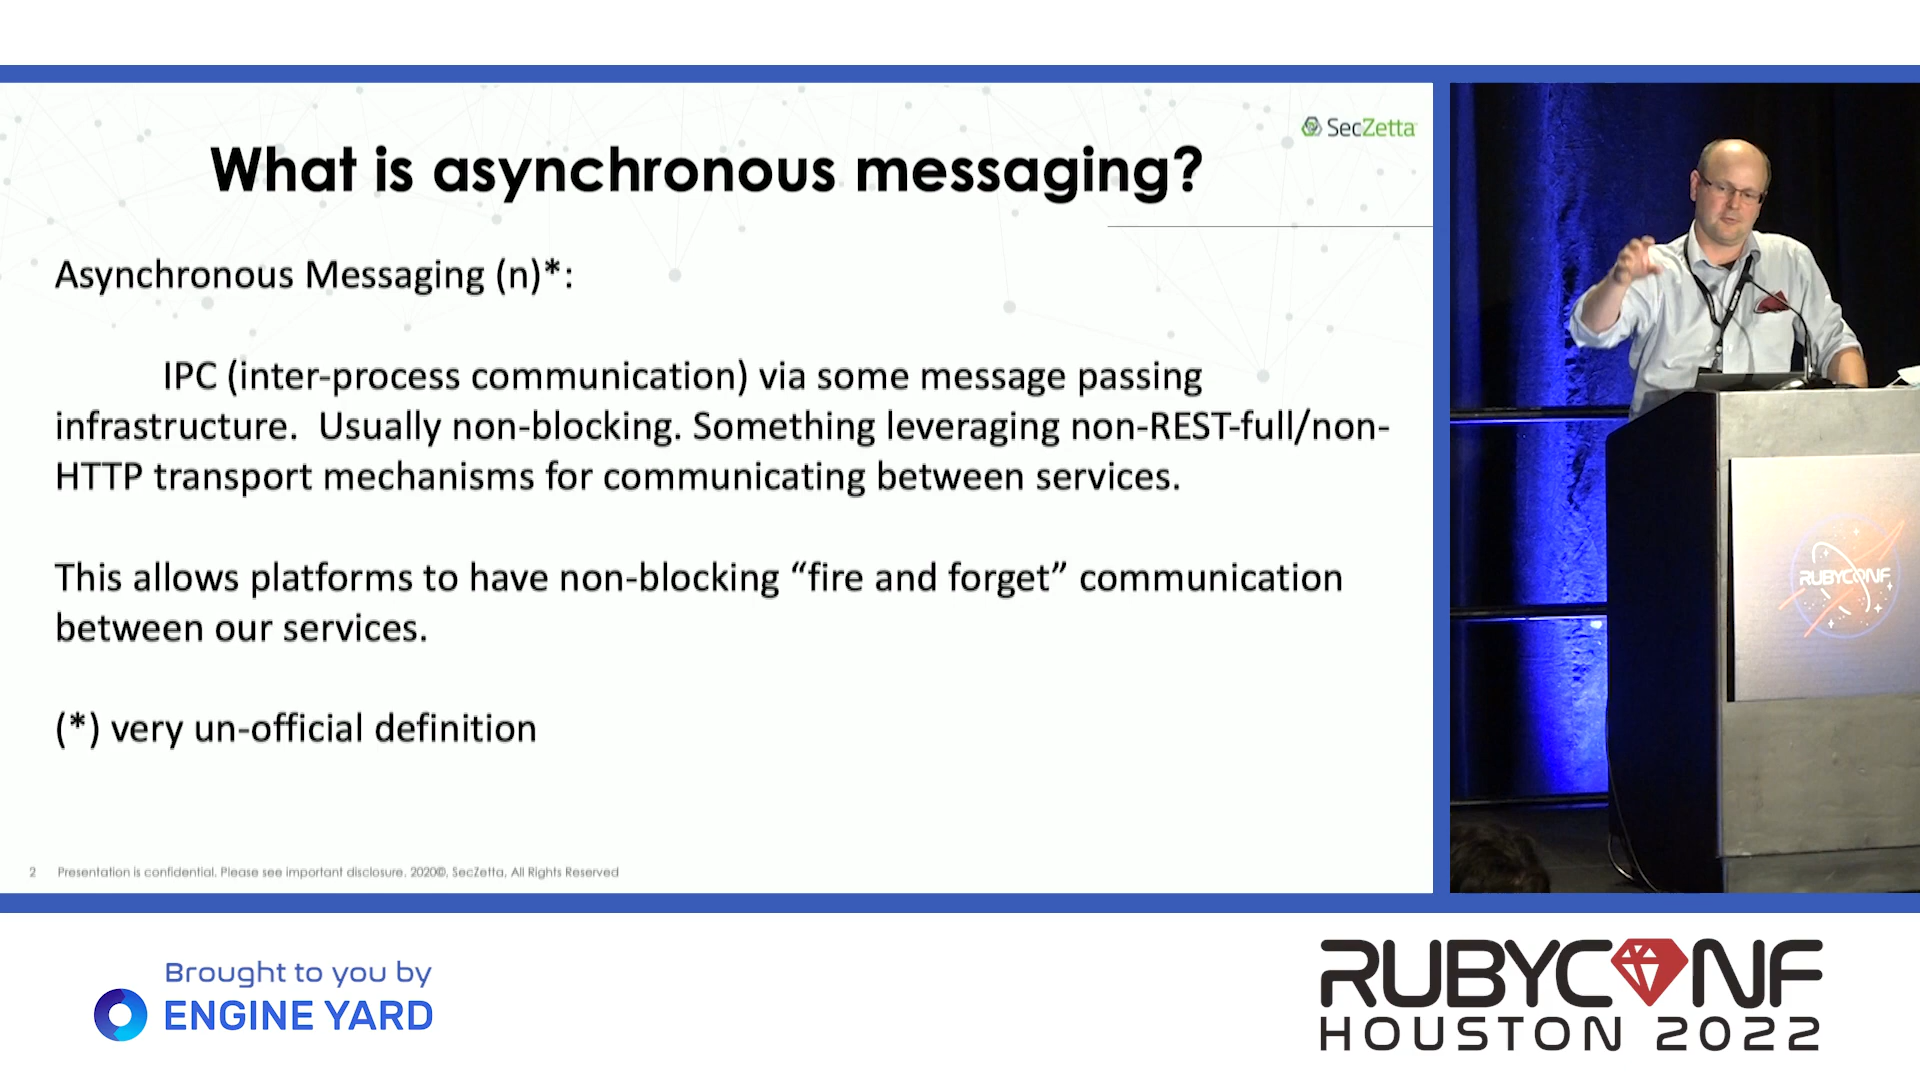 SecZetta
What is asynchronous messaging?
Asynchronous Messaging (n)*:
IPC (inter-process communication) via some message passing
infrastructure.  Usually non-blocking. Something leveraging non-REST-full/non-
HTTP transport mechanisms for communicating between services.
This allows platforms to have non-blocking “fire and forget” communication
between our services.
(*) very un-official definition
2 Presentation is confidential. Please see important disclosure. 2020©, SecZetta, All Rights Reserved
RUBYCONF
Brought to you by
ENGINE YARD
RUBYCONF
HOUSTON 2022